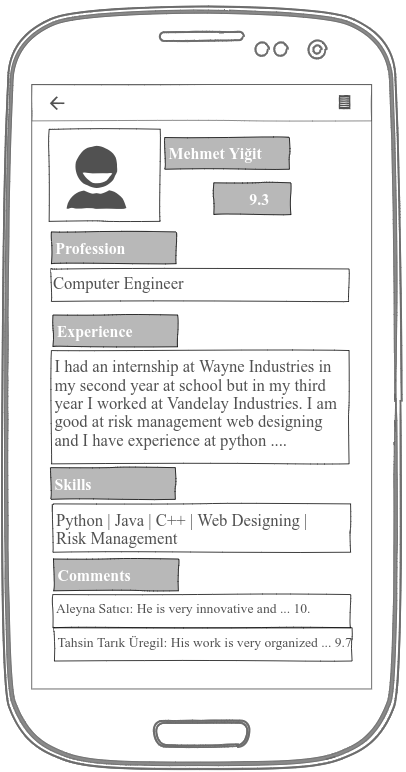 Mehmet Yiğit
9.3
Profession
Computer Engineer
Experience
I had an internship at Wayne Industries in
my second year at school but in my third
year I worked at Vandelay Industries. I am
good at risk management web designing
and I have experience at python ....
Skills
Python | Java | C++ | Web Designing |
Risk Management
Comments
Aleyna Satıcı: He is very innovative and ... 10.
Tahsin Tarık Üregil: His work is very organized ... 9.7